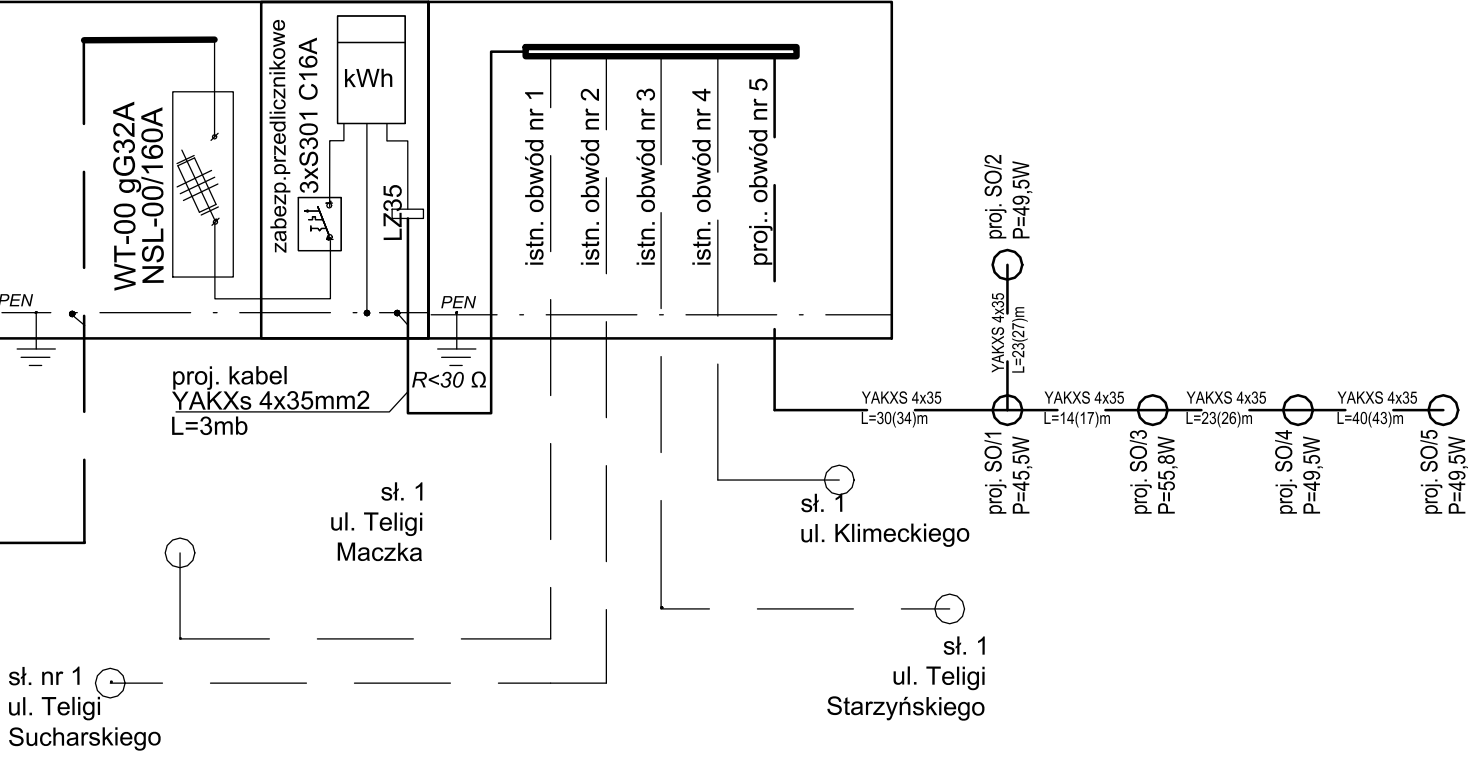 WT-00 gG32A
NSL-00/160A
zabezp.przedlicznikowe
3xS301 C16A
kWh
LZ35
istn. obwód nr 1
istn. obwód nr 2
istn. obwód nr 3
istn. obwód nr 4
proj.. obwód nr 5
PEN
PEN
R<30 Ω
proj. kabel
YAKXs 4x35mm2
L=3mb
proj. SO/2
P=49,5W
YAKXS 4x35
L=23(27)m
YAKXS 4x35
L=30(34)m
YAKXS 4x35
L=14(17)m
YAKXS 4x35
L=23(26)m
YAKXS 4x35
L=40(43)m
proj. SO/1
P=45,5W
proj. SO/3
P=55,8W
proj. SO/4
P=49,5W
proj. SO/5
P=49,5W
sł. 1
ul. Teligi
Maczka
sł. 1
ul. Klimeckiego
sł. 1
ul. Teligi
Starzyńskiego
sł. nr 1
ul. Teligi
Sucharskiego